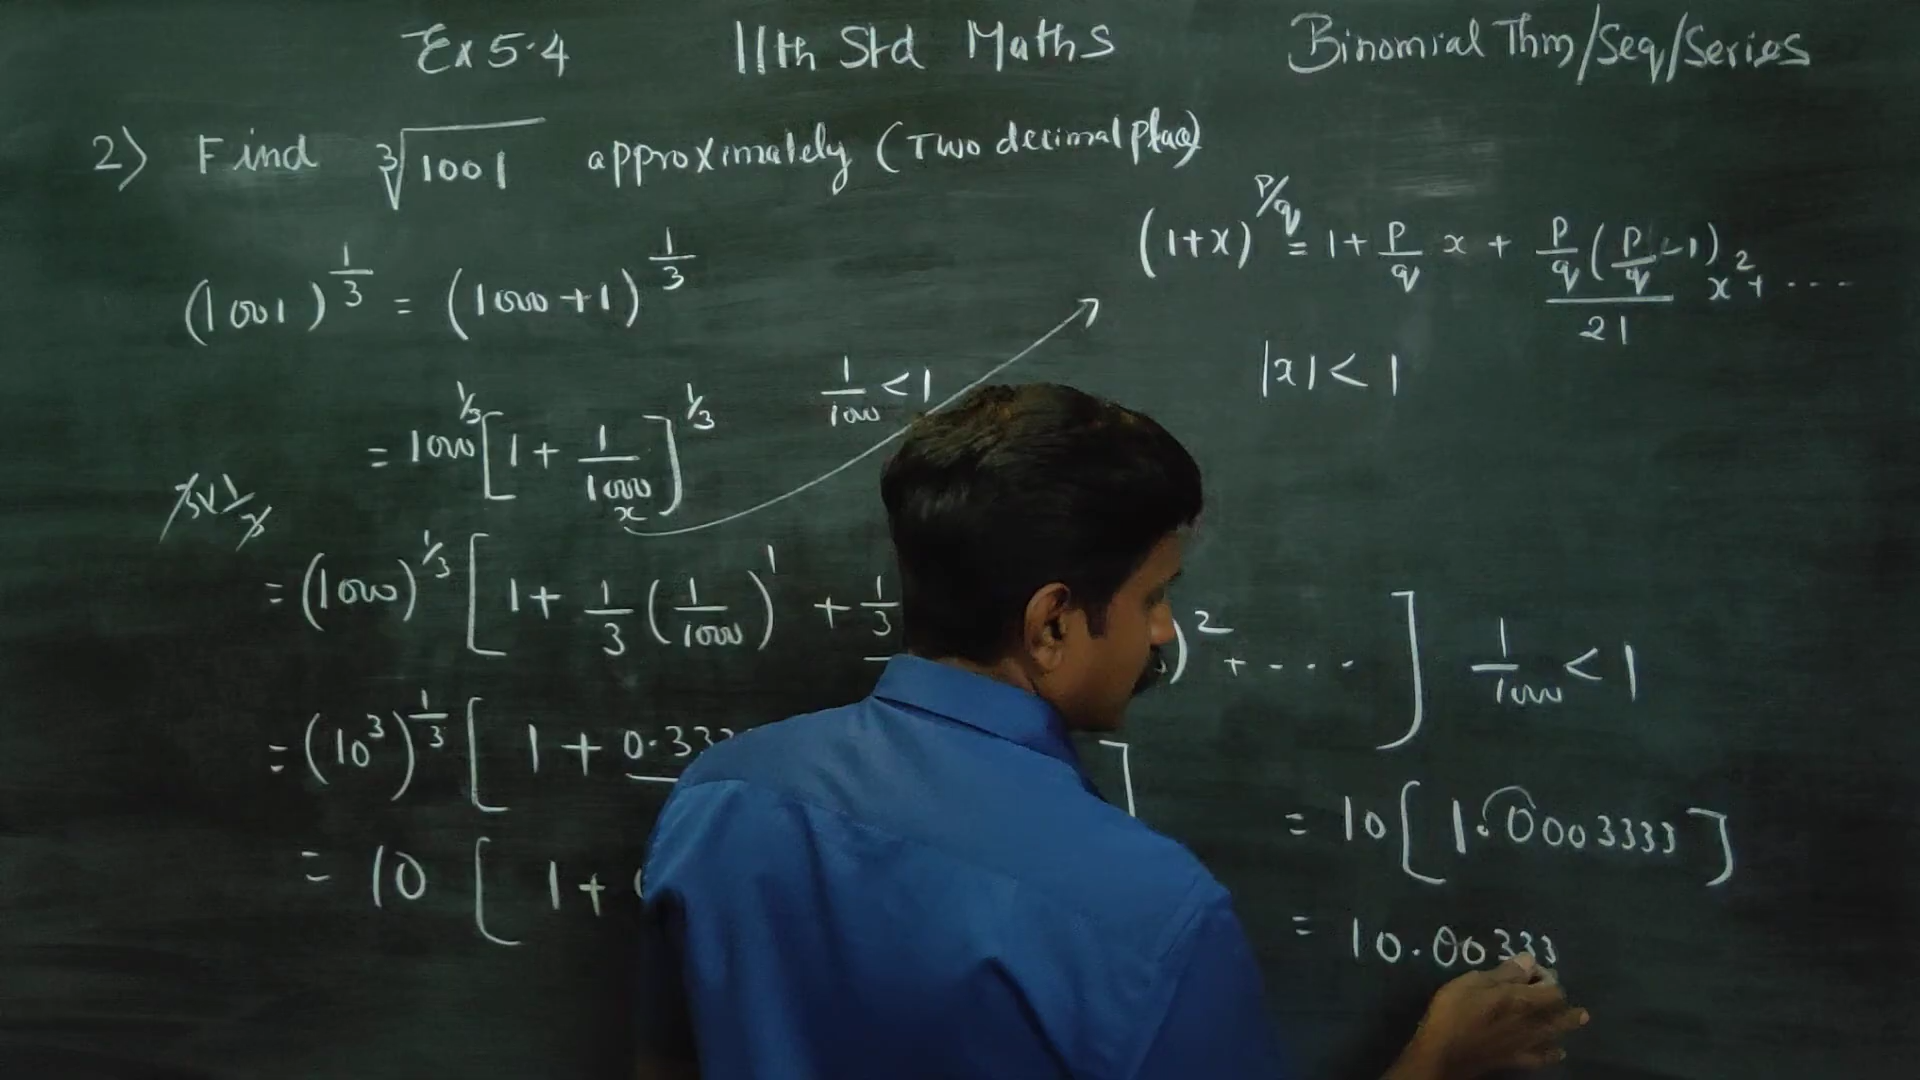 Ex 5.4 11th Std Maths Binomial Thm/Seq/Series
2) Find ∛1001 approximately (Two decimal place)
(1+x)^p/q = 1 + p/q x + p/q (p/q - 1) / 2! x² + ....
(1001)^1/3 = (1000+1)^1/3
|x| < 1
= 1000^1/3 [1 + 1/1000]^1/3 1/1000 < 1
x
3x1/3
= (1000)^1/3 [1 + 1/3 (1/1000)^1 + 1/3 )² + .... ] 1/1000 < 1
= (10³)^1/3 [ 1 + 0.333 ]
= 10 [1.0003333]
= 10 [ 1 +
= 10.00333